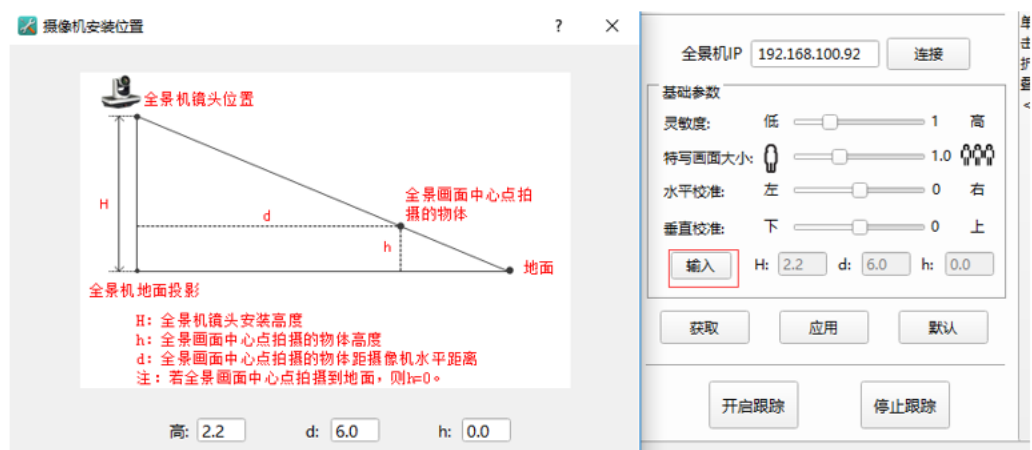 摄像机安装位置
?
×
全景机镜头位置
H
d
h
全景画面中心点拍
摄的物体
地面
全景机地面投影
H: 全景机镜头安装高度
h: 全景画面中心点拍摄的物体高度
d: 全景画面中心点拍摄的物体距摄像机水平距离
注: 若全景画面中心点拍摄到地面,则h=0。
高: 2.2 d: 6.0 h: 0.0
全景机IP 192.168.100.92 连接
基础参数
灵敏度: 低 1 高
特写画面大小: 1.0
水平校准: 左 0 右
垂直校准: 下 0 上
输入 H: 2.2 d: 6.0 h: 0.0
获取 应用 默认
开启跟踪 停止跟踪
单
击
折
叠
<